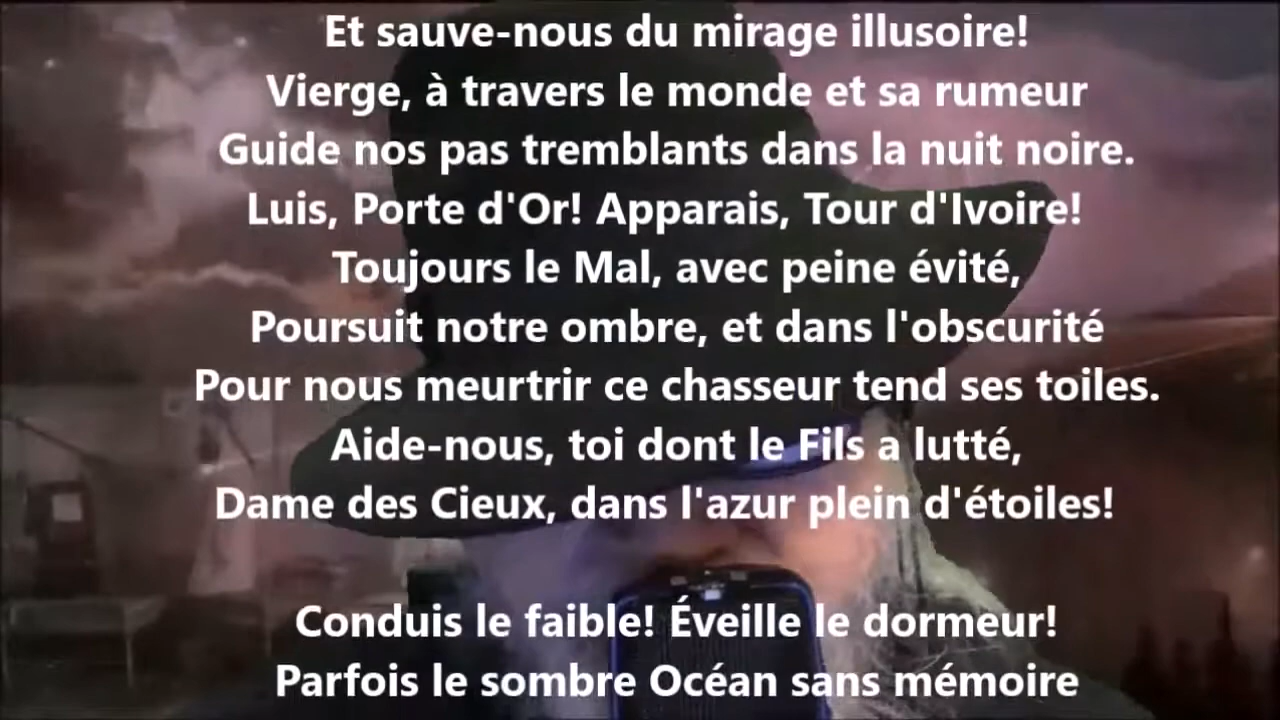 Et sauve-nous du mirage illusoire!
Vierge, à travers le monde et sa rumeur
Guide nos pas tremblants dans la nuit noire.
Luis, Porte d'Or! Apparais, Tour d'Ivoire!
Toujours le Mal, avec peine évité,
Poursuit notre ombre, et dans l'obscurité
Pour nous meurtrir ce chasseur tend ses toiles.
Aide-nous, toi dont le Fils a lutté,
Dame des Cieux, dans l'azur plein d'étoiles!
Conduis le faible! Éveille le dormeur!
Parfois le sombre Océan sans mémoire